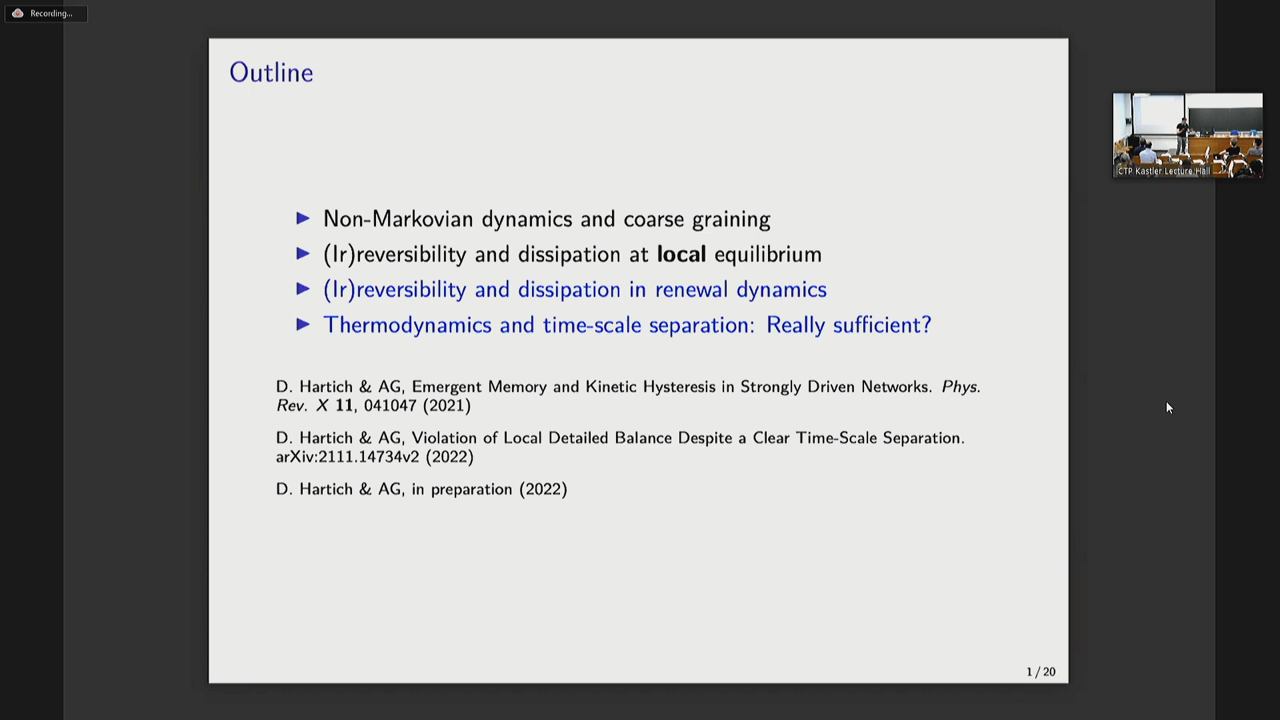 Recording...
Outline
Non-Markovian dynamics and coarse graining
(Ir)reversibility and dissipation at local equilibrium
(Ir)reversibility and dissipation in renewal dynamics
Thermodynamics and time-scale separation: Really sufficient?
D. Hartich & AG, Emergent Memory and Kinetic Hysteresis in Strongly Driven Networks. Phys.
Rev. X 11, 041047 (2021)
D. Hartich & AG, Violation of Local Detailed Balance Despite a Clear Time-Scale Separation.
arXiv:2111.14734v2 (2022)
D. Hartich & AG, in preparation (2022)
1 / 20
CTP Kastler Lecture Hall